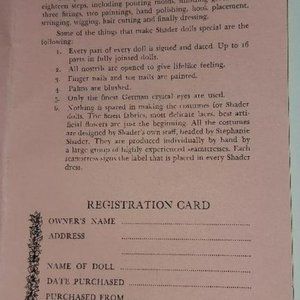 eighteen steps, including pouring molds,
three fittings, two paintings, hand polishing, hook placement,
stringing, wigging, hair cutting and finally dressing.
Some of the things that make Shader dolls special are the
following:
1. Every part of every doll is signed and dated. Up to 16
parts in fully joined dolls.
2. All nostrils are opened to give life-like feeling.
3. Finger nails and toe nails are painted.
4. Palms are blushed.
5. Only the finest German crystal eyes are used.
6. Nothing is spared in making the costumes for Shader
dolls. The finest fabrics, most delicate laces, best arti-
ficial flowers are just the beginning. All the costumes
are designed by Shader's own staff, headed by Stephanie
Shader. They are produced individually by hand by
a large group of highly experienced seamstresses. Each
seamstress signs the label that is placed in every Shader
dress.
REGISTRATION CARD
OWNER'S NAME
ADDRESS
NAME OF DOLL
DATE PURCHASED
PURCHASED FROM